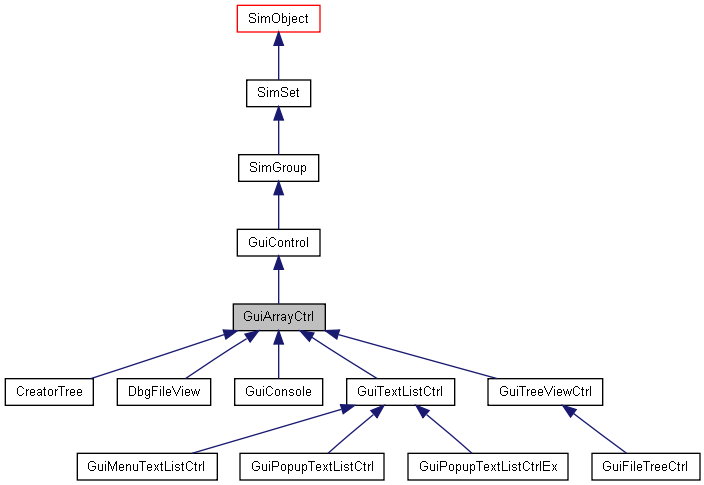 SimObject
SimSet
SimGroup
GuiControl
GuiArrayCtrl
CreatorTree
DbgFileView
GuiConsole
GuiTextListCtrl
GuiTreeViewCtrl
GuiMenuTextListCtrl
GuiPopupTextListCtrl
GuiPopupTextListCtrlEx
GuiFileTreeCtrl